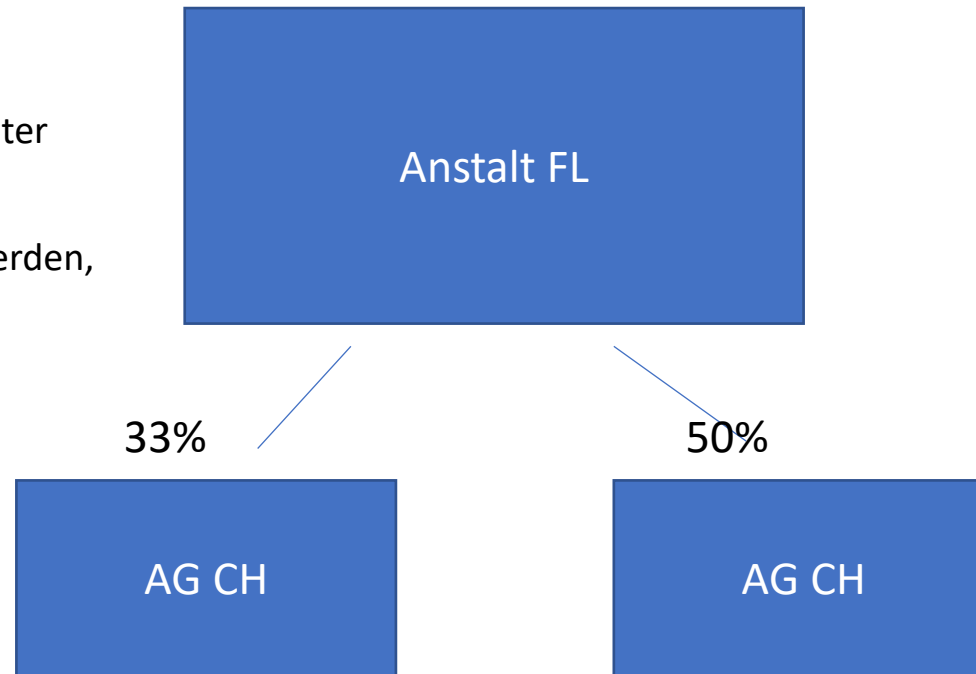 ter
erden,
Anstalt FL
33%
50%
AG CH
AG CH